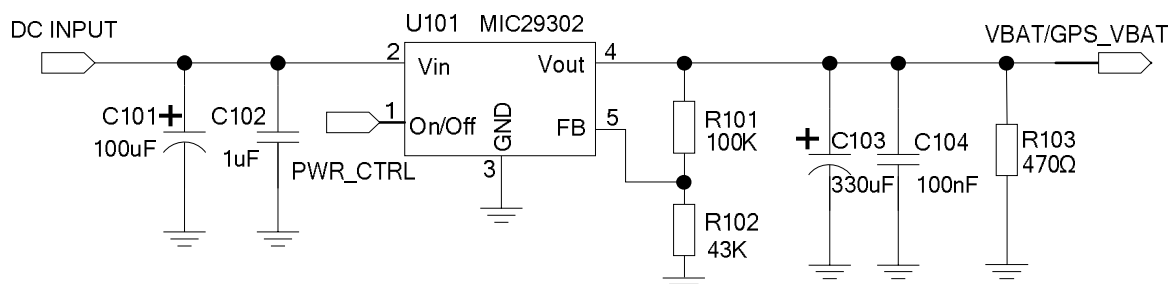 U101 MIC29302
DC INPUT
VBAT/GPS_VBAT
2
Vin
Vout
4
C101
+
100uF
C102
1uF
1
On/Off
GND
FB
5
PWR_CTRL
3
R101
100K
R102
43K
+
C103
330uF
C104
100nF
R103
470Ω